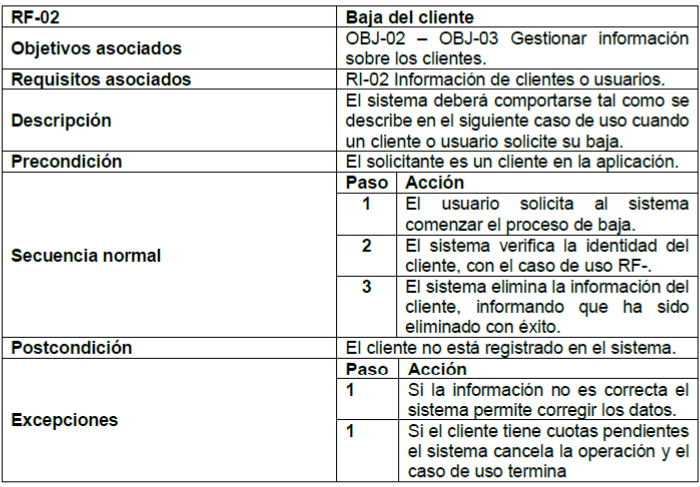 RF-02
Baja del cliente
Objetivos asociados
OBJ-02 – OBJ-03 Gestionar información
sobre los clientes.
Requisitos asociados
RI-02 Información de clientes o usuarios.
Descripción
El sistema deberá comportarse tal como se
describe en el siguiente caso de uso cuando
un cliente o usuario solicite su baja.
Precondición
El solicitante es un cliente en la aplicación.
Secuencia normal
Paso Acción
1 El usuario solicita al sistema
comenzar el proceso de baja.
2 El sistema verifica la identidad del
cliente, con el caso de uso RF-.
3 El sistema elimina la información del
cliente, informando que ha sido
eliminado con éxito.
Postcondición
El cliente no está registrado en el sistema.
Excepciones
Paso Acción
1 Si la información no es correcta el
sistema permite corregir los datos.
1 Si el cliente tiene cuotas pendientes
el sistema cancela la operación y el
caso de uso termina